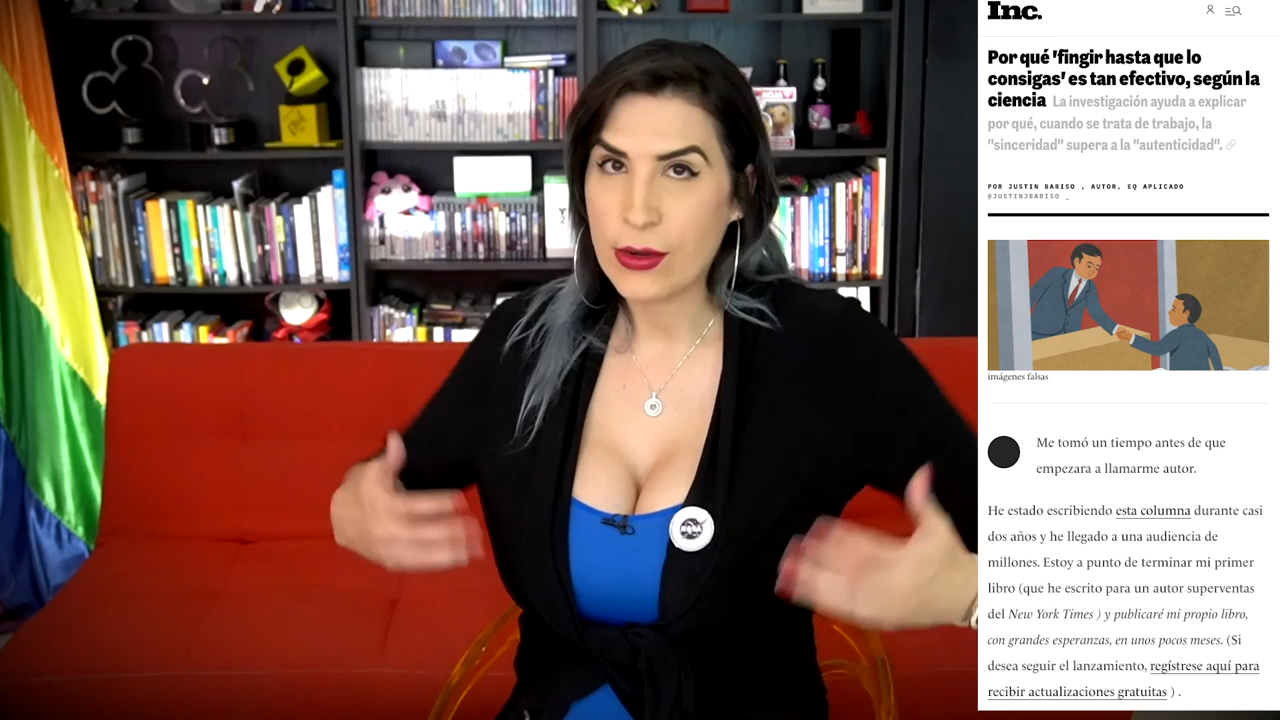 Inc.
Por qué 'fingir hasta que lo
consigas' es tan efectivo, según la
ciencia La investigación ayuda a explicar
por qué, cuando se trata de trabajo, la
"sinceridad" supera a la "autenticidad".
POR JUSTIN BARISO , AUTOR, EQ APLICADO
@JUSTINJBARISO _
imágenes falsas
Me tomó un tiempo antes de que
empezara a llamarme autor.
He estado escribiendo esta columna durante casi
dos años y he llegado a una audiencia de
millones. Estoy a punto de terminar mi primer
libro (que he escrito para un autor superventas
del New York Times ) y publicaré mi propio libro,
con grandes esperanzas, en unos pocos meses. (Si
desea seguir el lanzamiento, regístrese aquí para
recibir actualizaciones gratuitas ) .
NASA